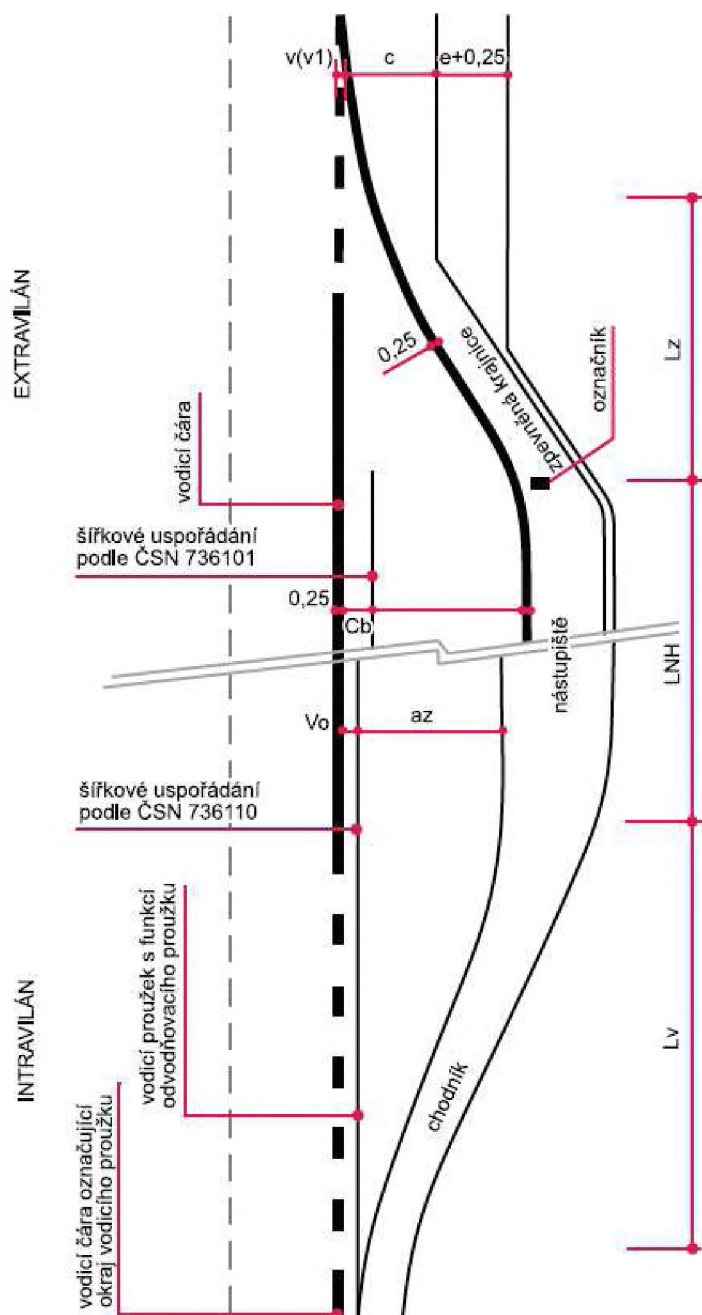 v(v1)
c
e+0,25
EXTRAVILÁN
0,25
zpevněná krajnice
označník
Lz
vodicí čára
šířkové uspořádání
podle ČSN 736101
0,25
Cb
nástupiště
LNH
Vo
az
šířkové uspořádání
podle ČSN 736110
INTRAVILÁN
vodicí proužek s funkcí
odvodňovacího proužku
chodník
Lv
vodicí čára označující
okraj vodicího proužku